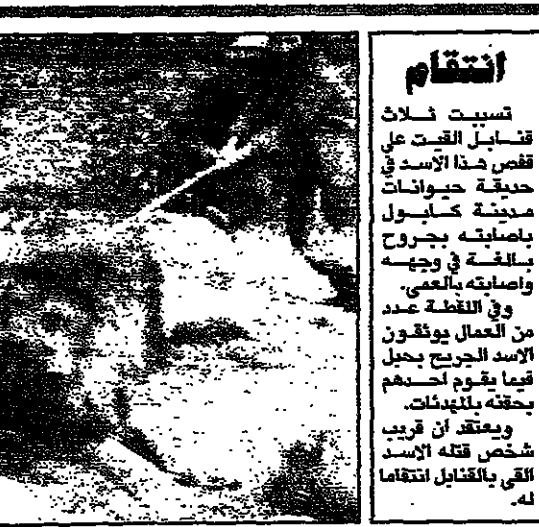 انتقام
تسببت ثلاث
قنابل القيت على
قفص هذا الاسد في
حديقة حيوانات
مدينة كابول
باصابته بجروح
بالغة في وجهه
واصابته بالعمى.
وفي اللقطة عدد
من العمال يوثقون
الاسد الجريح بحبل
فيما يقوم احدهم
بحقنه بالمهدئات.
ويعتقد ان قريب
شخص قتله الاسد
القى بالقنابل انتقاما
له.